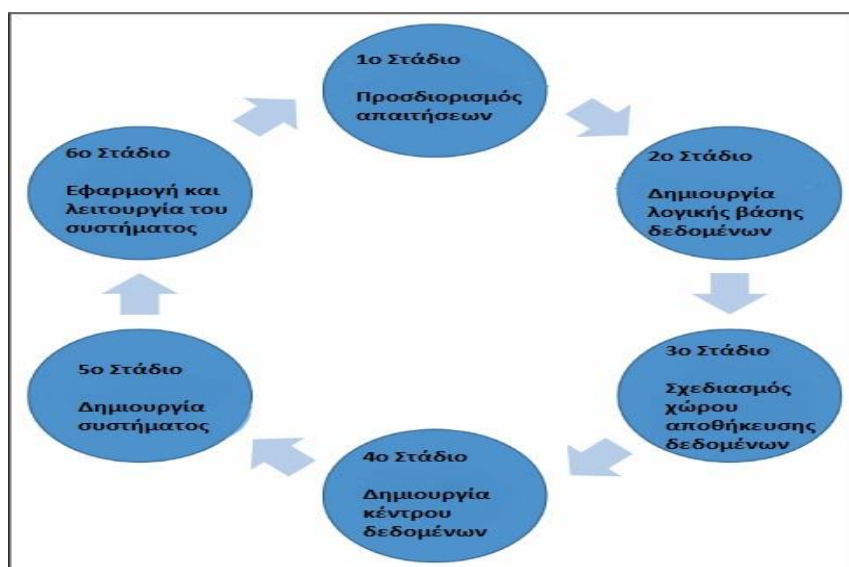 1ο Στάδιο
Προσδιορισμός
απαιτήσεων
2ο Στάδιο
Δημιουργία
λογικής βάσης
δεδομένων
3ο Στάδιο
Σχεδιασμός
χώρου
αποθήκευσης
δεδομένων
4ο Στάδιο
Δημιουργία
κέντρου
δεδομένων
5ο Στάδιο
Δημιουργία
συστήματος
6ο Στάδιο
Εφαρμογή και
λειτουργία του
συστήματος